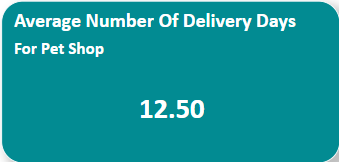 Average Number Of Delivery Days
For Pet Shop
12.50